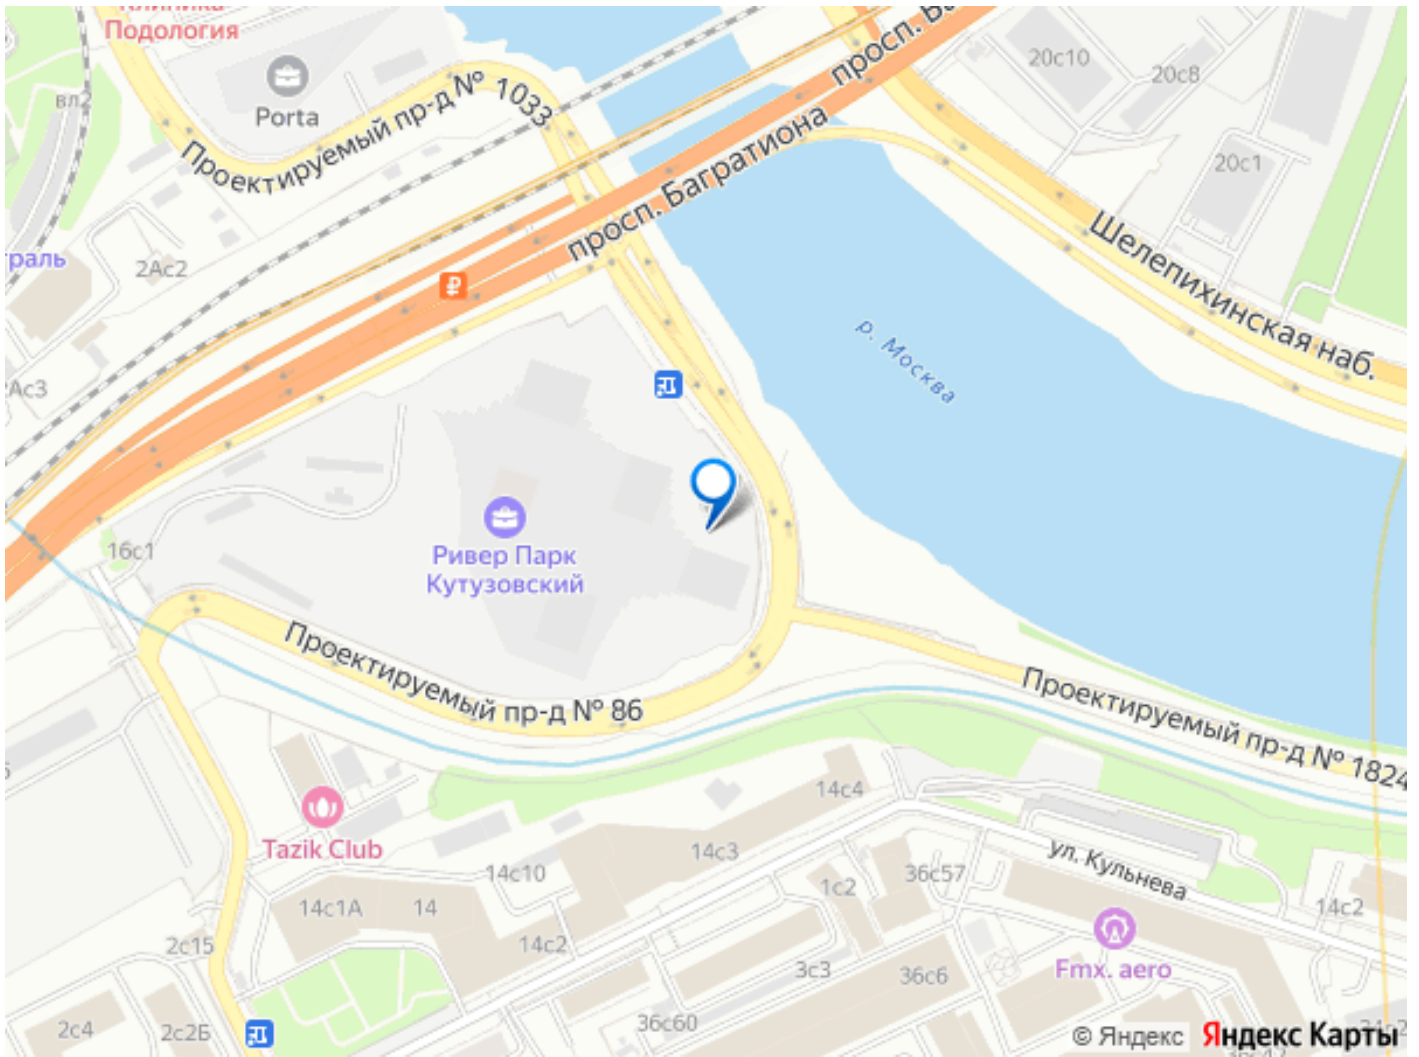 Клиника
Подология
просп. Ба
20с10
20с8
Porta
Проектируемый пр-д № 1033
просп. Багратиона
20с1
Шелепихинская наб.
2Ас2
р. Москва
Ас3
16с1
Ривер Парк
Кутузовский
Проектируемый пр-д № 86
Проектируемый пр-д № 1824
14с4
Tazik Club
14с3
ул. Кульнева
14с10
36с57
1с2
14с1А
14
14с2
14с2
2с15
Fmx. aero
3с3
36с6
2с4
2с2Б
36с60
© Яндекс
Яндекс Карты